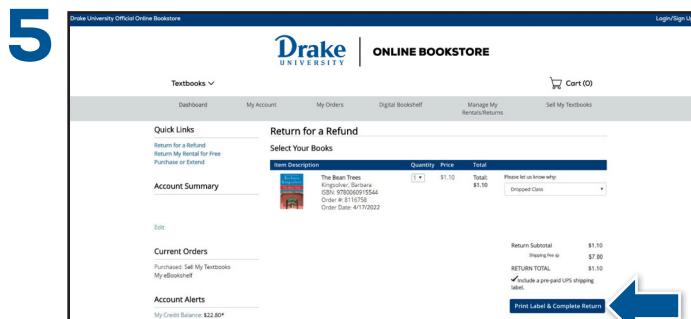 5
Drake University Official Online Bookstore
Login/Sign U
Drake
UNIVERSITY
ONLINE BOOKSTORE
Textbooks
Cart (0)
Dashboard
My Account
My Orders
Digital Bookshelf
Manage My
Rentals/Returns
Sell My Textbooks
Quick Links
Return for a Refund
Return My Rental for Free
Purchase or Extend
Account Summary
Edit
Current Orders
Purchased: Sell My Textbooks
My eBookshelf
Account Alerts
My Credit Balance: $22.80*
Return for a Refund
Select Your Books
Item Description Quantity Price Total
The Bean Trees
Kingsolver, Barbara
ISBN: 9780060915544
Order #: 8116758
Order Date: 4/17/2022
1
$1.10
Total:
$1.10
Please let us know why:
Dropped Class
Return Subtotal $1.10
Shipping Fee $7.00
RETURN TOTAL $1.10
Include a pre-paid UPS shipping
label.
Print Label & Complete Return